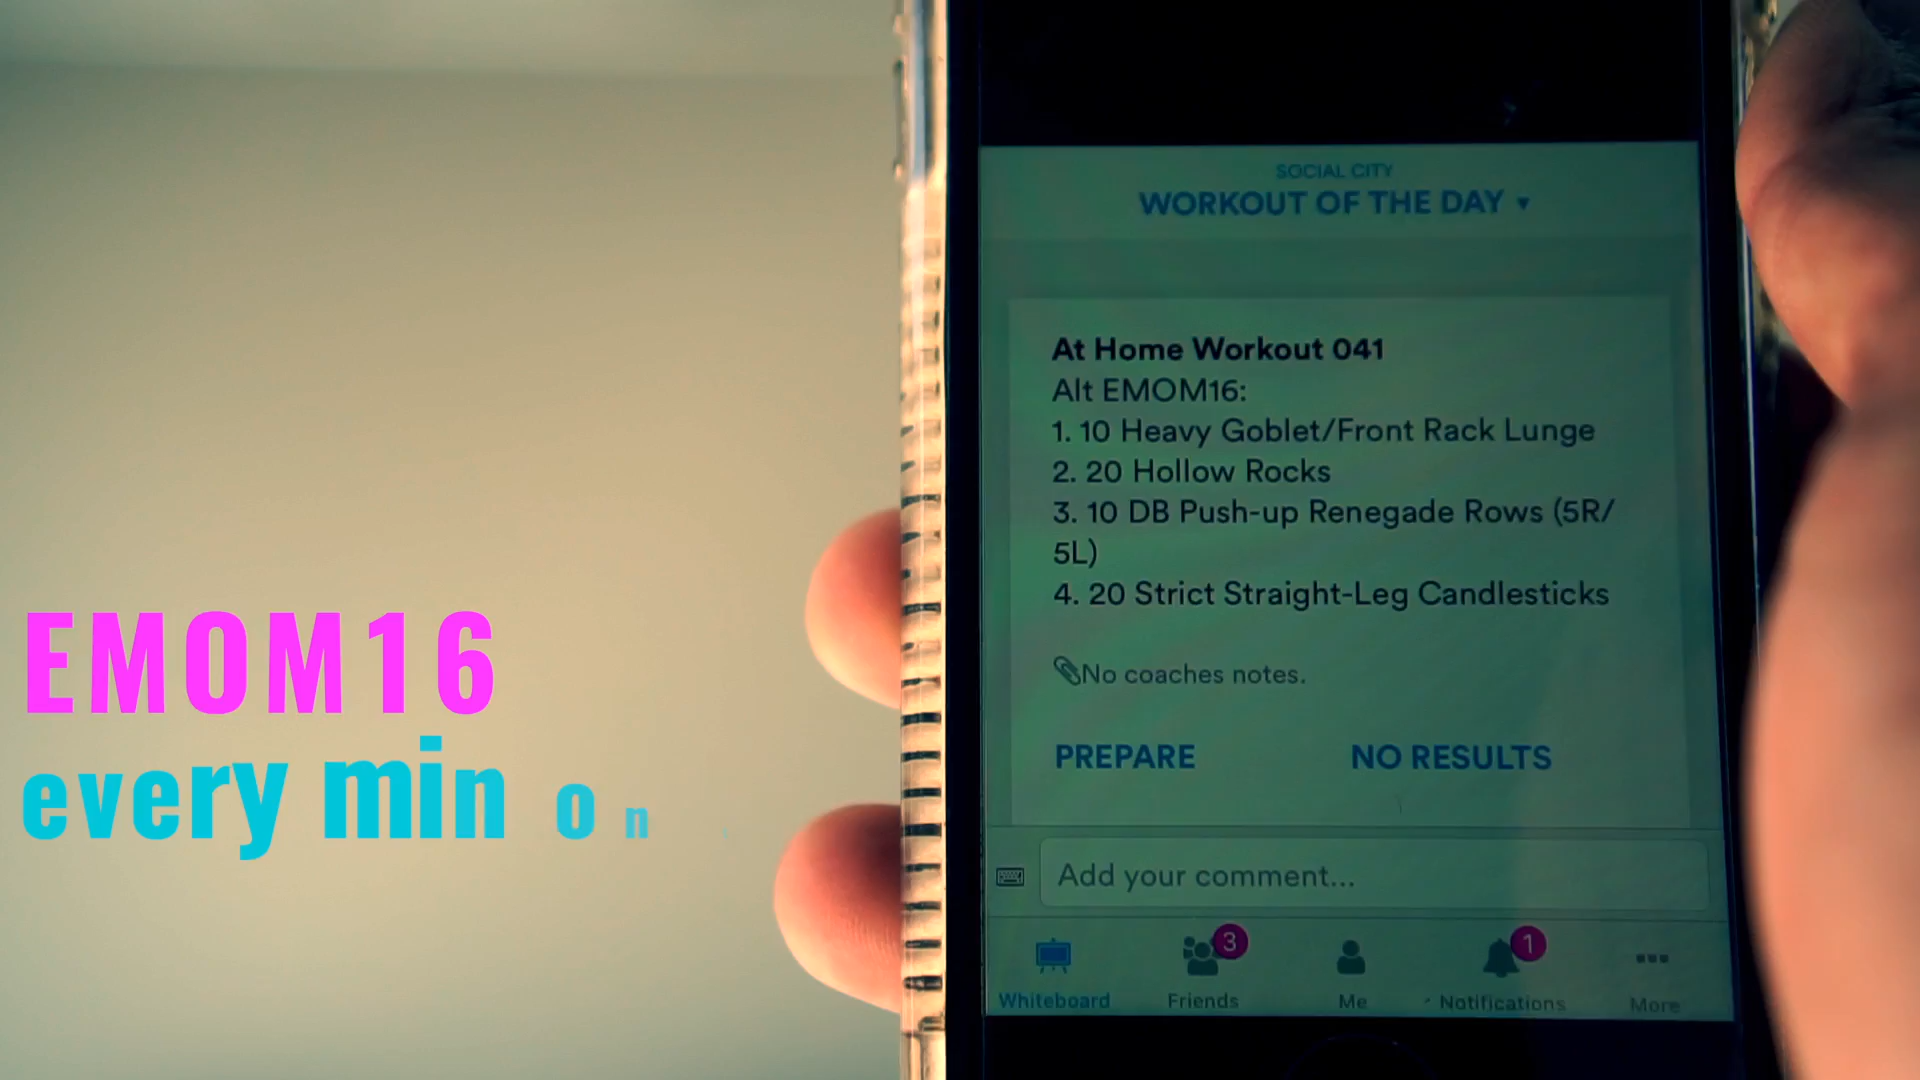 EMOM16
every min on
SOCIAL CITY
WORKOUT OF THE DAY ▼
At Home Workout 041
Alt EMOM16:
1. 10 Heavy Goblet/Front Rack Lunge
2. 20 Hollow Rocks
3. 10 DB Push-up Renegade Rows (5R/
5L)
4. 20 Strict Straight-Leg Candlesticks
No coaches notes.
PREPARE NO RESULTS
Add your comment...
3 1
Whiteboard Friends Me Notifications More